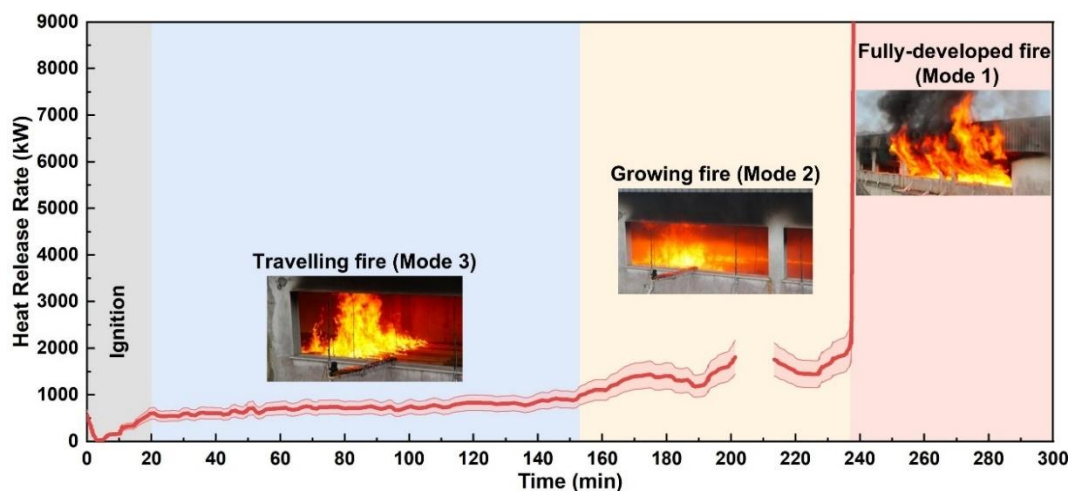 9000
8000
7000
6000
5000
4000
3000
2000
1000
0
Heat Release Rate (kW)
Ignition
Travelling fire (Mode 3)
Growing fire (Mode 2)
Fully-developed fire
(Mode 1)
0 20 40 60 80 100 120 140 160 180 200 220 240 260 280 300
Time (min)